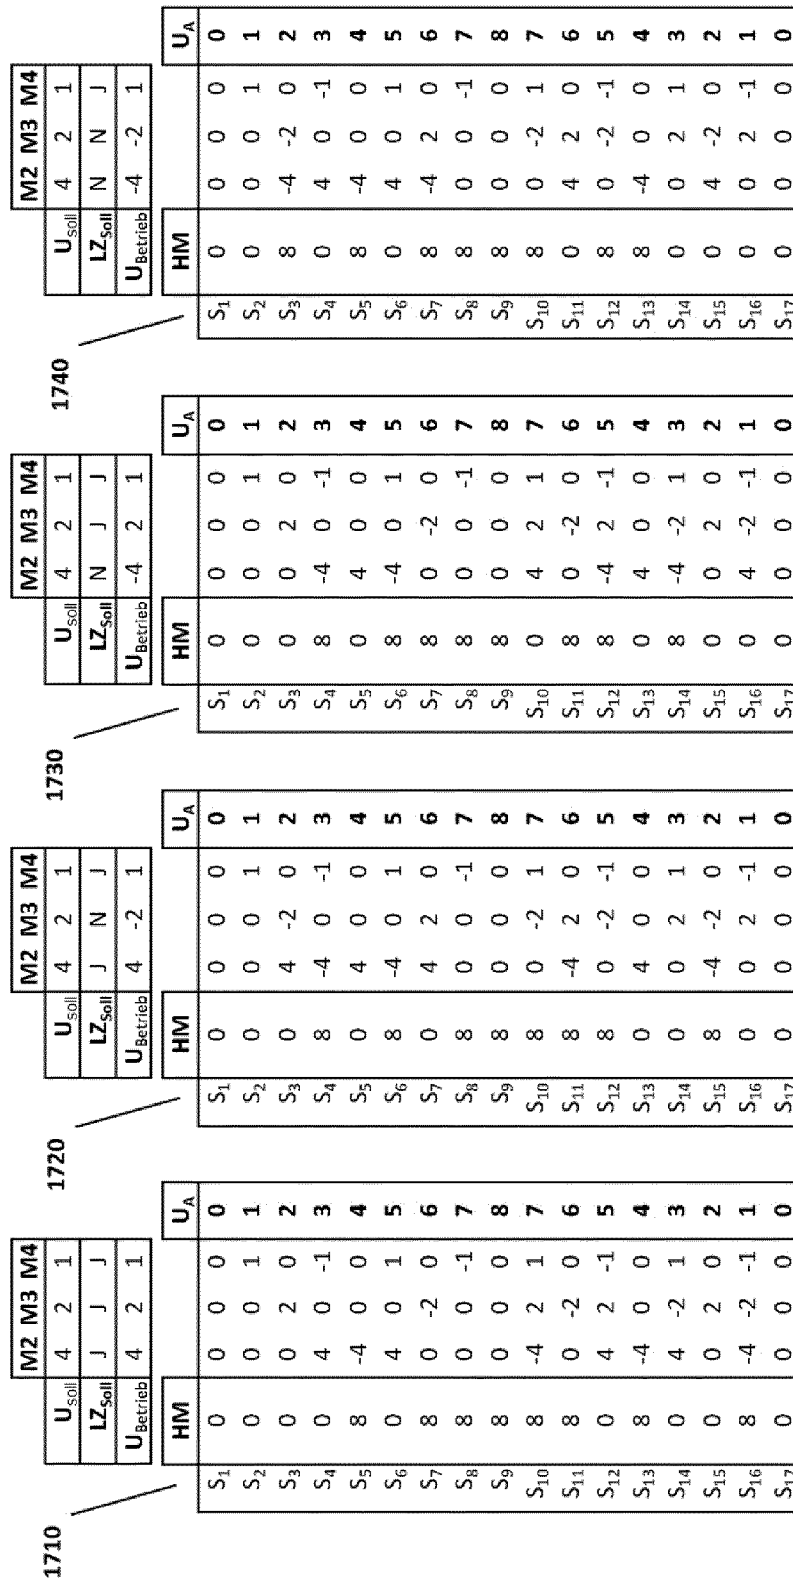 1710
M2 M3 M4
Usoll 4 2 1
LZSoll J J J
UBetrieb 4 2 1
HM UA
S1 0 0 0 0 0
S2 0 0 0 1 1
S3 0 0 2 0 2
S4 0 4 0 -1 3
S5 8 -4 0 0 4
S6 0 4 0 1 5
S7 8 0 -2 0 6
S8 8 0 0 -1 7
S9 8 0 0 0 8
S10 8 -4 2 1 7
S11 8 0 -2 0 6
S12 0 4 2 -1 5
S13 8 -4 0 0 4
S14 0 4 -2 1 3
S15 0 0 2 0 2
S16 8 -4 -2 -1 1
S17 0 0 0 0 0
1720
M2 M3 M4
Usoll 4 2 1
LZSoll J N J
UBetrieb 4 -2 1
HM UA
S1 0 0 0 0 0
S2 0 0 0 1 1
S3 0 4 -2 0 2
S4 8 -4 0 -1 3
S5 0 4 0 0 4
S6 8 -4 0 1 5
S7 0 4 2 0 6
S8 8 0 0 -1 7
S9 8 0 0 0 8
S10 8 0 -2 1 7
S11 8 -4 2 0 6
S12 8 0 -2 -1 5
S13 0 4 0 0 4
S14 0 0 2 1 3
S15 8 -4 -2 0 2
S16 0 0 2 -1 1
S17 0 0 0 0 0
1730
M2 M3 M4
Usoll 4 2 1
LZSoll N J J
UBetrieb -4 2 1
HM UA
S1 0 0 0 0 0
S2 0 0 0 1 1
S3 0 0 2 0 2
S4 8 -4 0 -1 3
S5 0 4 0 0 4
S6 8 -4 0 1 5
S7 8 0 -2 0 6
S8 8 0 0 -1 7
S9 8 0 0 0 8
S10 0 4 2 1 7
S11 8 0 -2 0 6
S12 8 -4 2 -1 5
S13 0 4 0 0 4
S14 8 -4 -2 1 3
S15 0 0 2 0 2
S16 0 4 -2 -1 1
S17 0 0 0 0 0
1740
M2 M3 M4
Usoll 4 2 1
LZSoll N N J
UBetrieb -4 -2 1
HM UA
S1 0 0 0 0 0
S2 0 0 0 1 1
S3 8 -4 -2 0 2
S4 0 4 0 -1 3
S5 8 -4 0 0 4
S6 0 4 0 1 5
S7 8 -4 2 0 6
S8 8 0 0 -1 7
S9 8 0 0 0 8
S10 8 0 -2 1 7
S11 0 4 2 0 6
S12 8 0 -2 -1 5
S13 8 -4 0 0 4
S14 0 0 2 1 3
S15 0 4 -2 0 2
S16 0 0 2 -1 1
S17 0 0 0 0 0